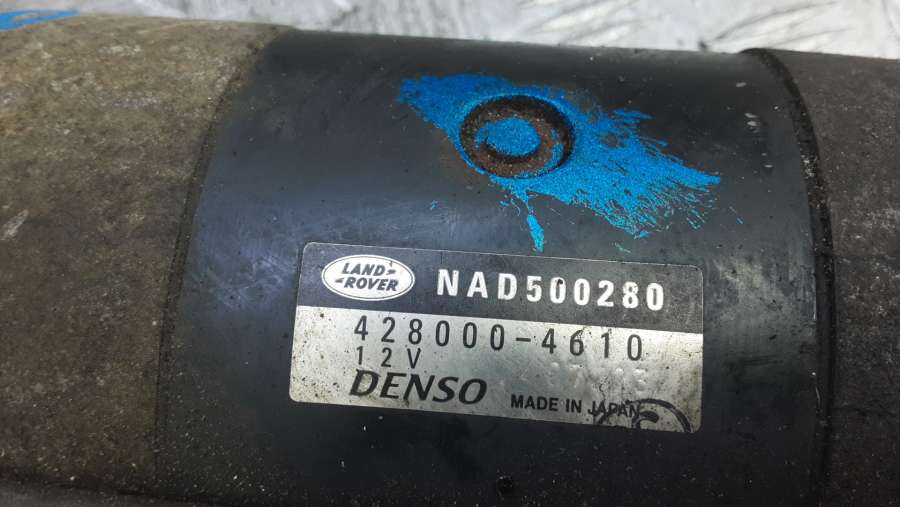 LAND-
-ROVER
NAD500280
428000-4610
12V
DENSO
MADE IN JAPAN